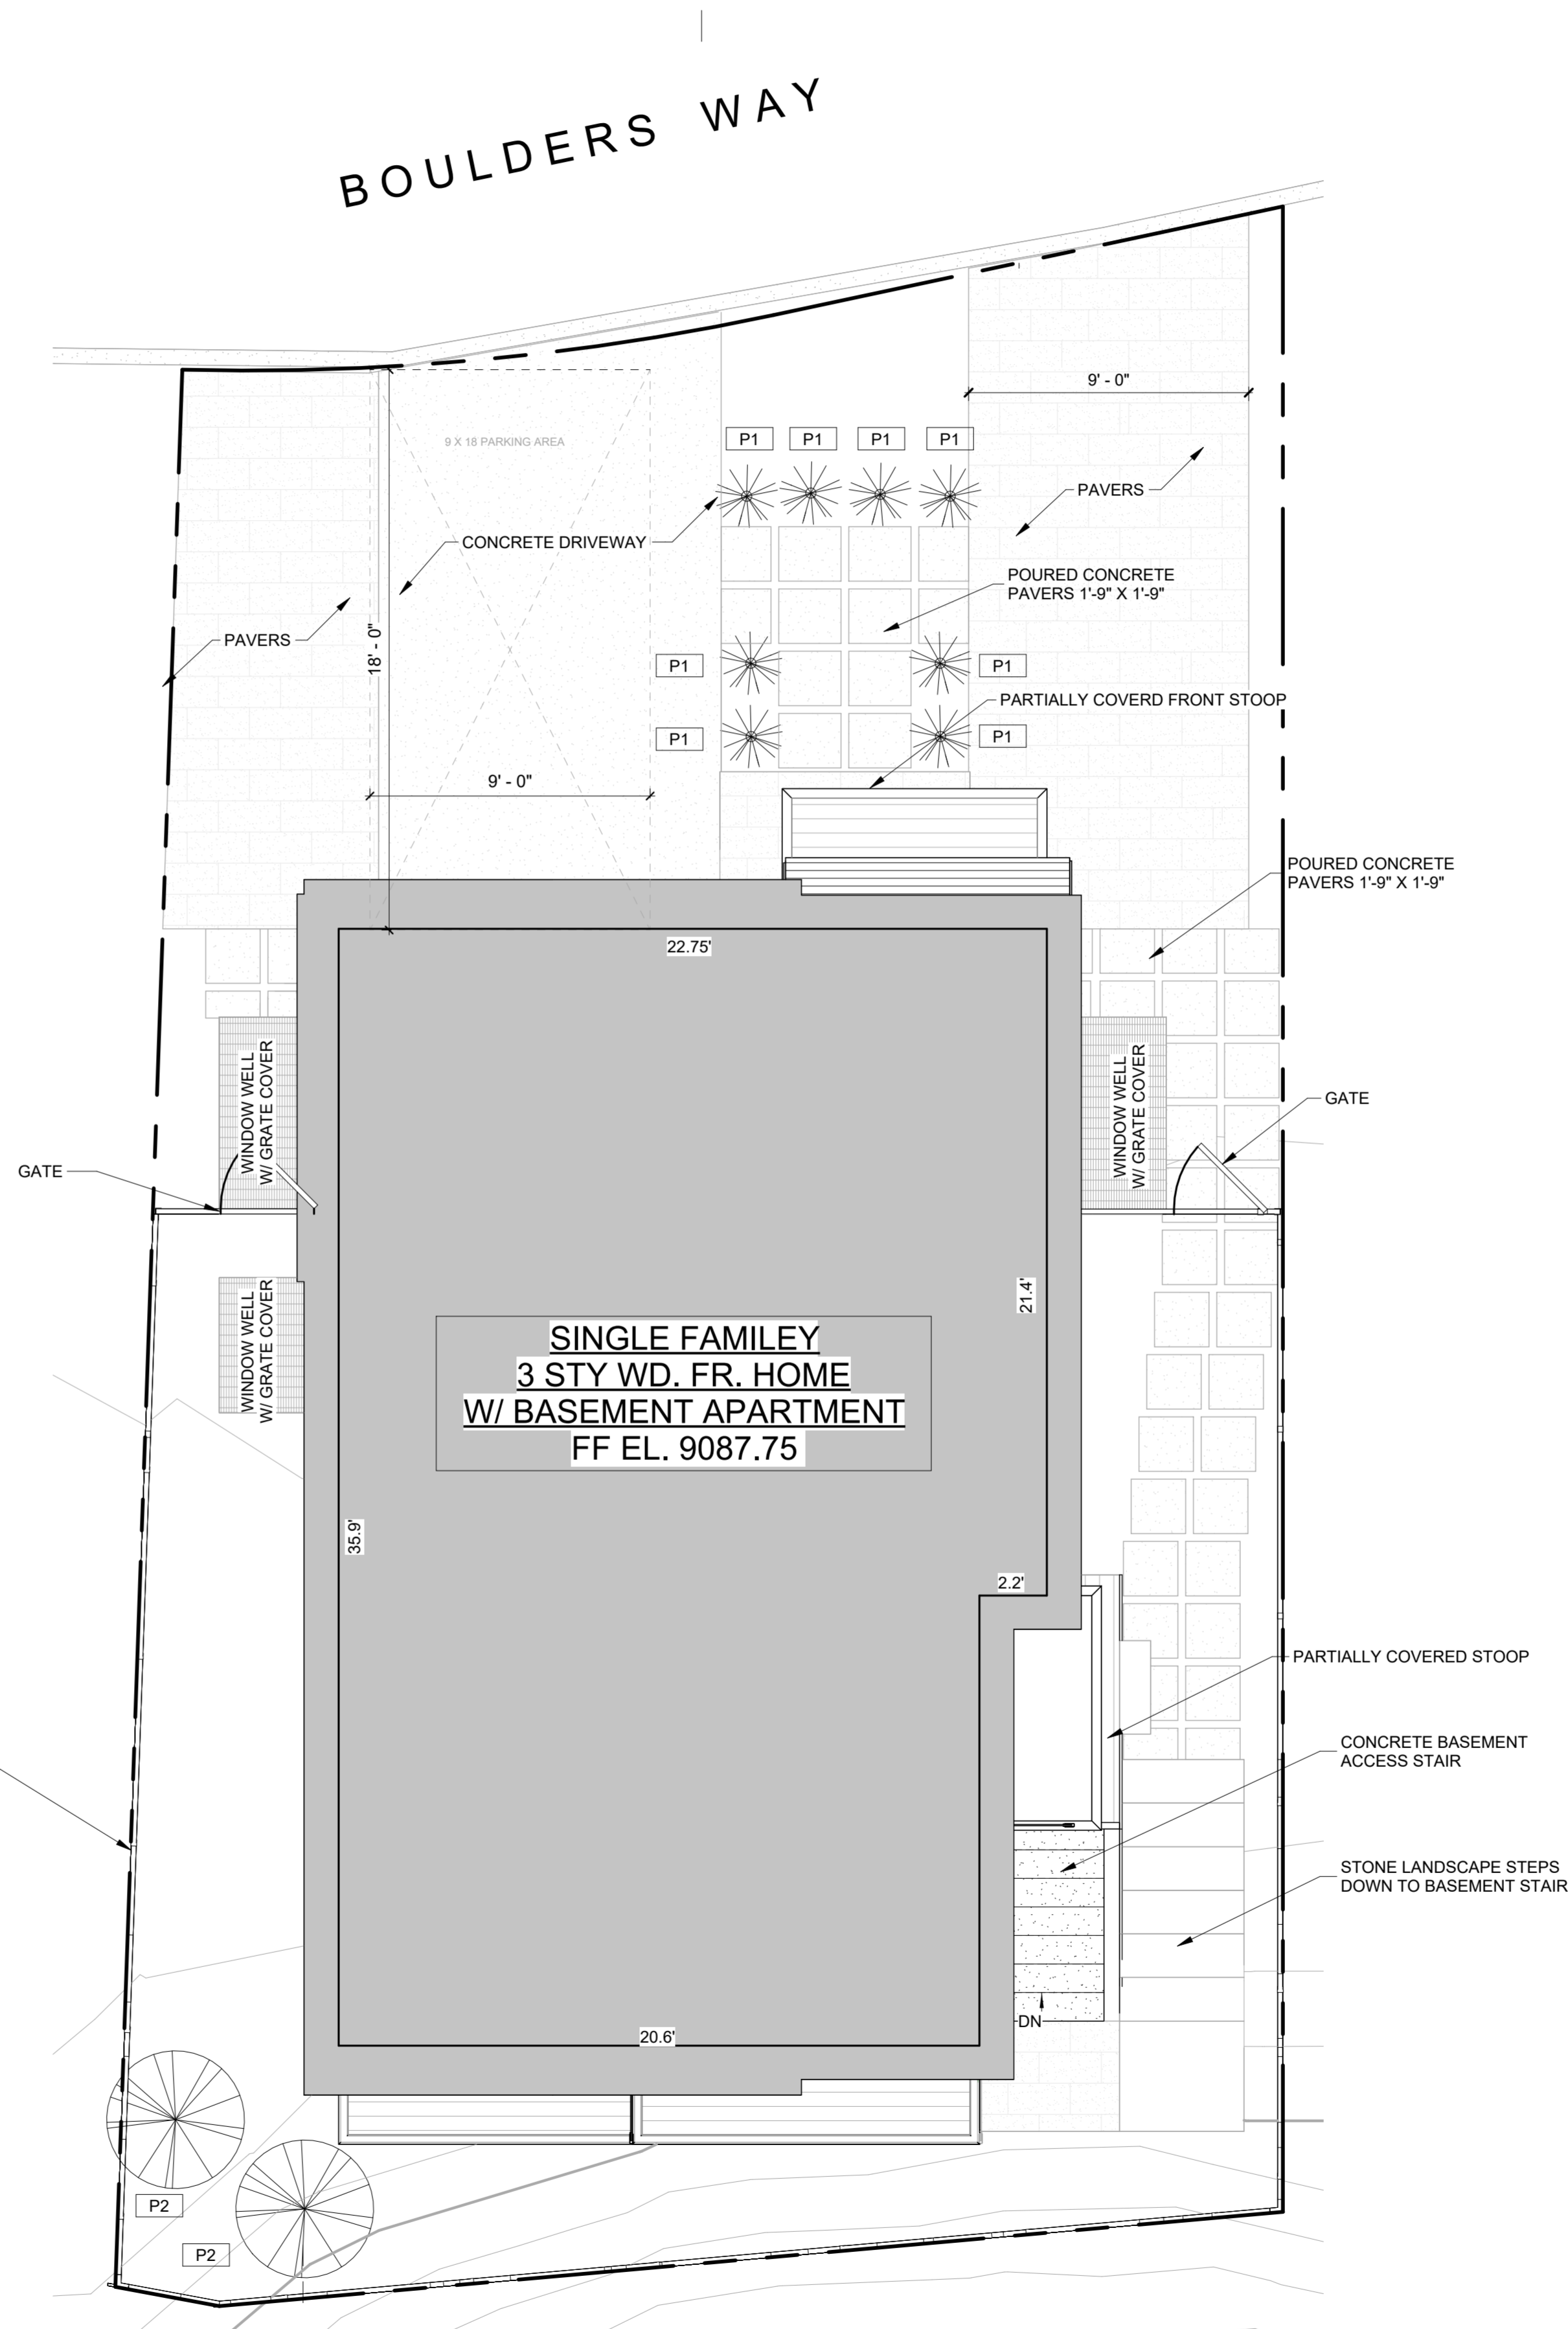 BOULDERS WAY
9' - 0"
P1 P1 P1 P1
9 X 18 PARKING AREA
PAVERS
CONCRETE DRIVEWAY
POURED CONCRETE
PAVERS 1'-9" X 1'-9"
PAVERS
18' - 0"
P1
P1
PARTIALLY COVERD FRONT STOOP
P1
P1
9' - 0"
POURED CONCRETE
PAVERS 1'-9" X 1'-9"
22.75'
WINDOW WELL
W/ GRATE COVER
WINDOW WELL
W/ GRATE COVER
GATE
GATE
WINDOW WELL
W/ GRATE COVER
21.4'
SINGLE FAMILEY
3 STY WD. FR. HOME
W/ BASEMENT APARTMENT
FF EL. 9087.75
35.9'
2.2'
PARTIALLY COVERED STOOP
CONCRETE BASEMENT
ACCESS STAIR
STONE LANDSCAPE STEPS
DOWN TO BASEMENT STAIR
DN
20.6'
P2
P2